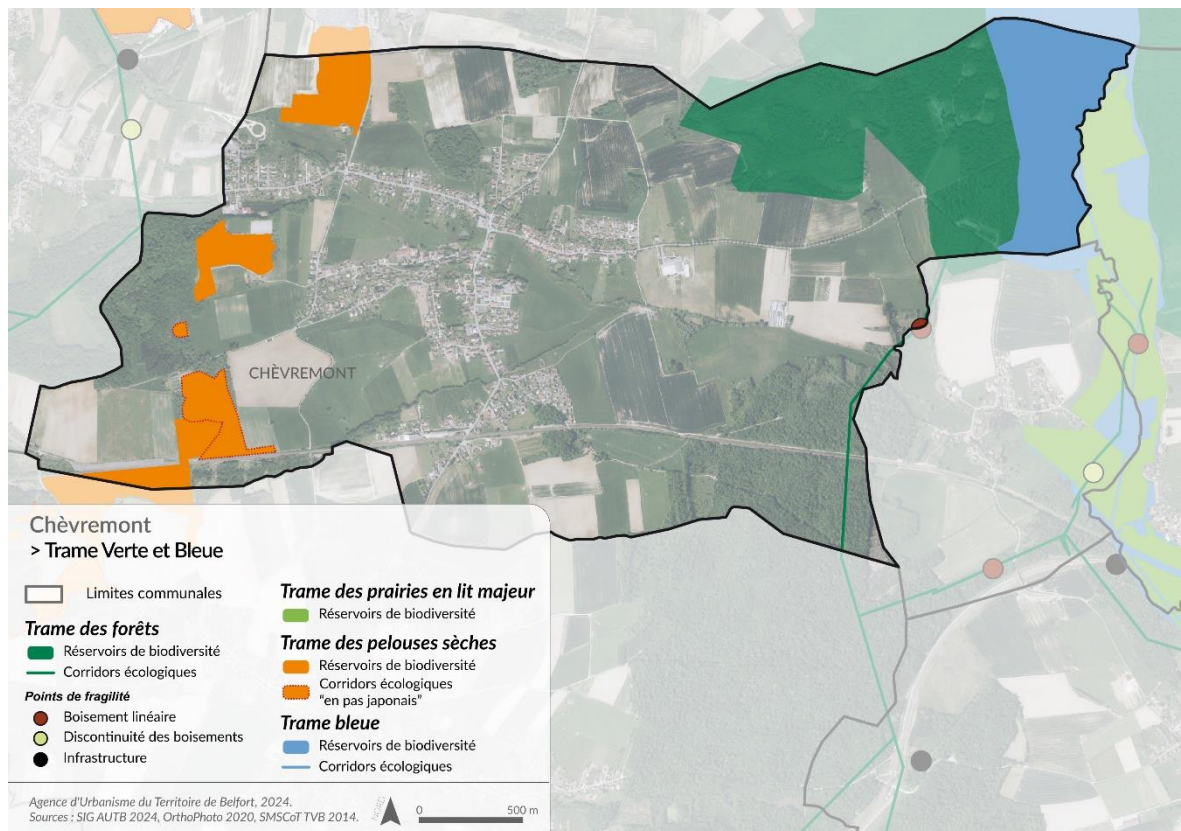 CHÈVREMONT
Chèvremont
> Trame Verte et Bleue
Limites communales
Trame des forêts
Réservoirs de biodiversité
Corridors écologiques
Points de fragilité
Boisement linéaire
Discontinuité des boisements
Infrastructure
Trame des prairies en lit majeur
Réservoirs de biodiversité
Trame des pelouses sèches
Réservoirs de biodiversité
Corridors écologiques
"en pas japonais"
Trame bleue
Réservoirs de biodiversité
Corridors écologiques
Agence d'Urbanisme du Territoire de Belfort, 2024.
Sources : SIG AUTB 2024, OrthoPhoto 2020, SMSCoT TVB 2014.
0 500 m